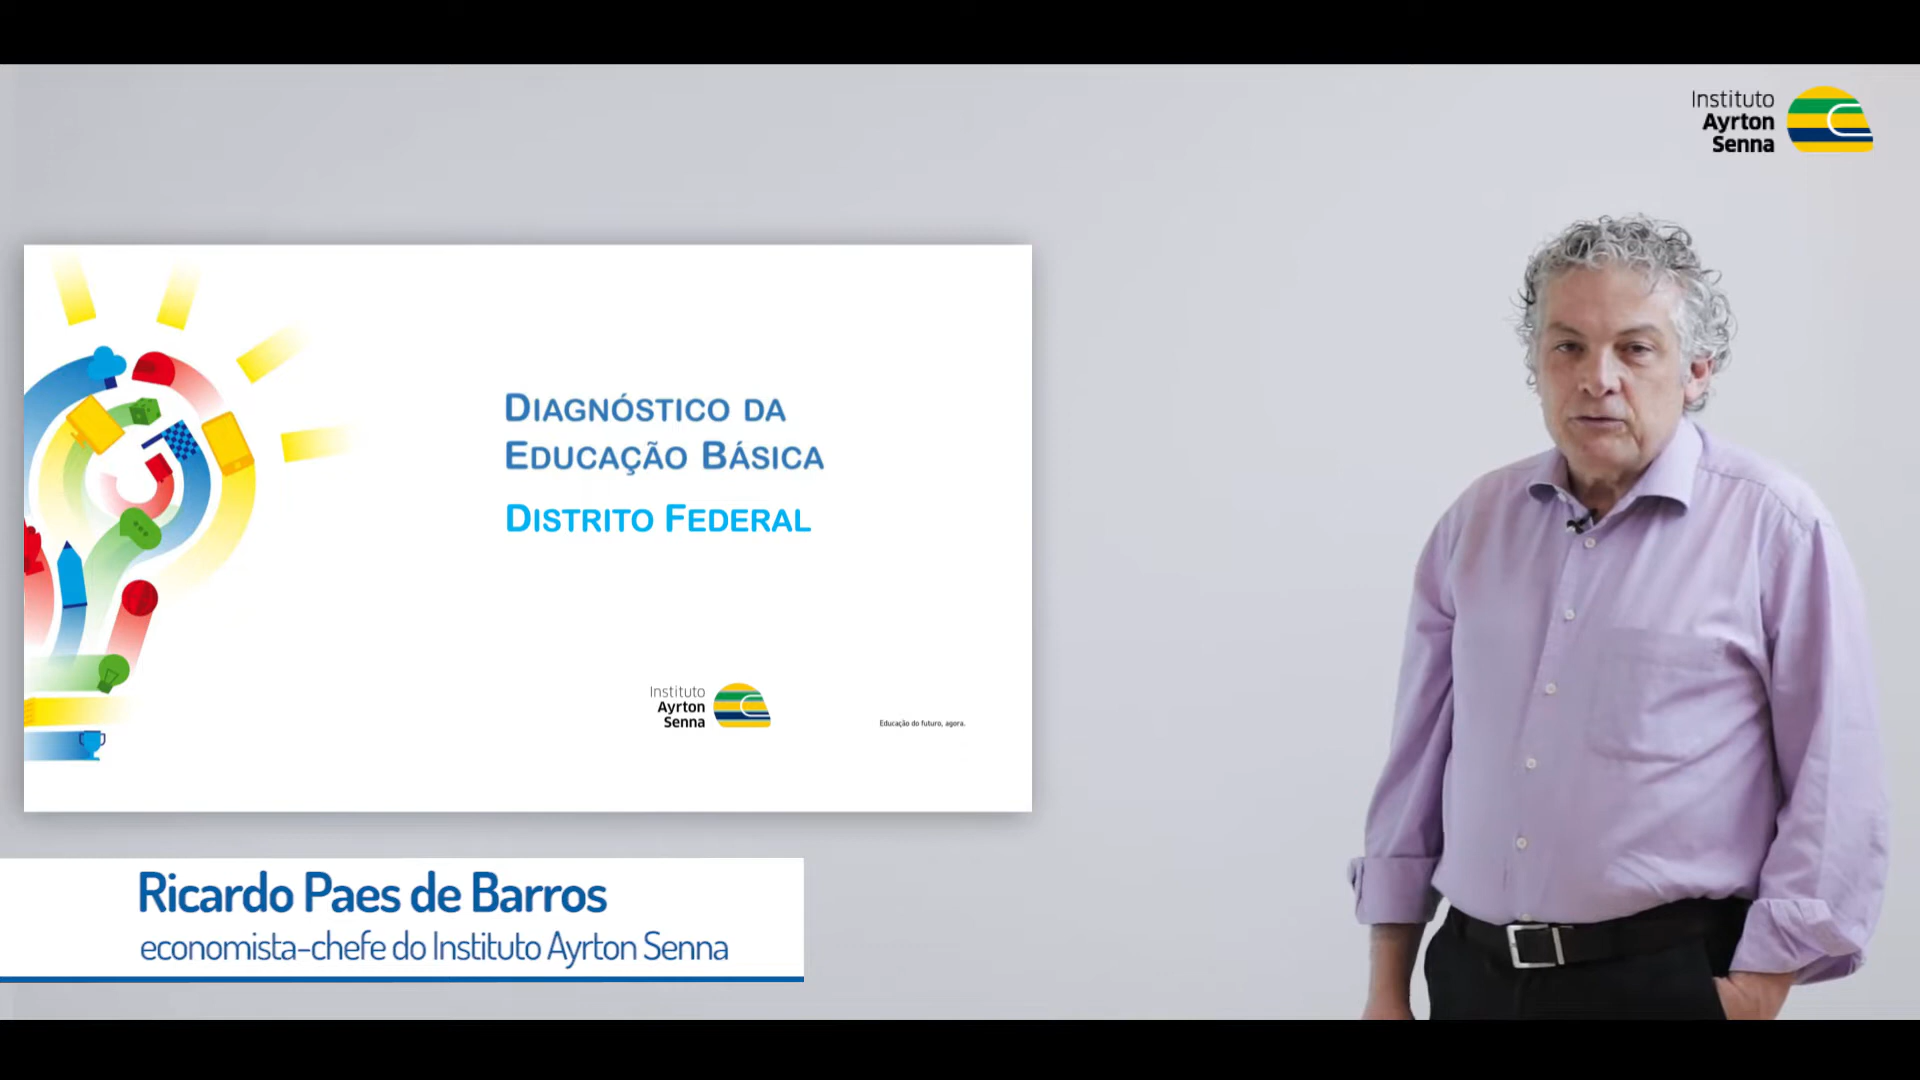 Instituto
Ayrton
Senna
DIAGNÓSTICO DA
EDUCAÇÃO BÁSICA
DISTRITO FEDERAL
Instituto
Ayrton
Senna
Educação do futuro, agora.
Ricardo Paes de Barros
economista-chefe do Instituto Ayrton Senna